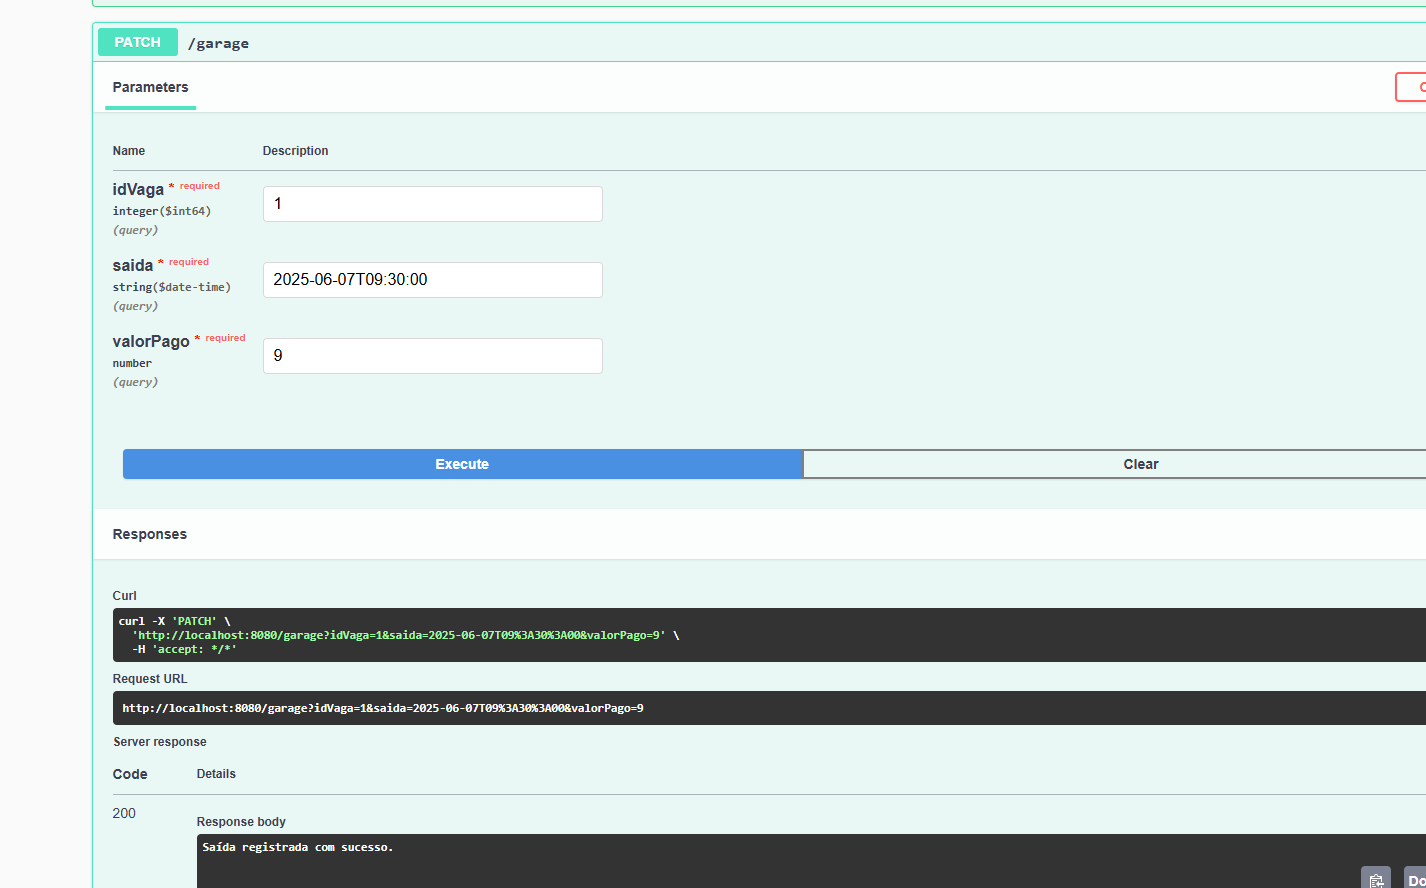 PATCH /garage
Parameters
Name Description
idVaga * required
integer($int64)
(query)
1
saida * required
string($date-time)
(query)
2025-06-07T09:30:00
valorPago * required
number
(query)
9
Execute Clear
Responses
Curl
curl -X 'PATCH' \
'http://localhost:8080/garage?idVaga=1&saida=2025-06-07T09%3A30%3A00&valorPago=9' \
-H 'accept: */*'
Request URL
http://localhost:8080/garage?idVaga=1&saida=2025-06-07T09%3A30%3A00&valorPago=9
Server response
Code Details
200
Response body
Saída registrada com sucesso.
Do